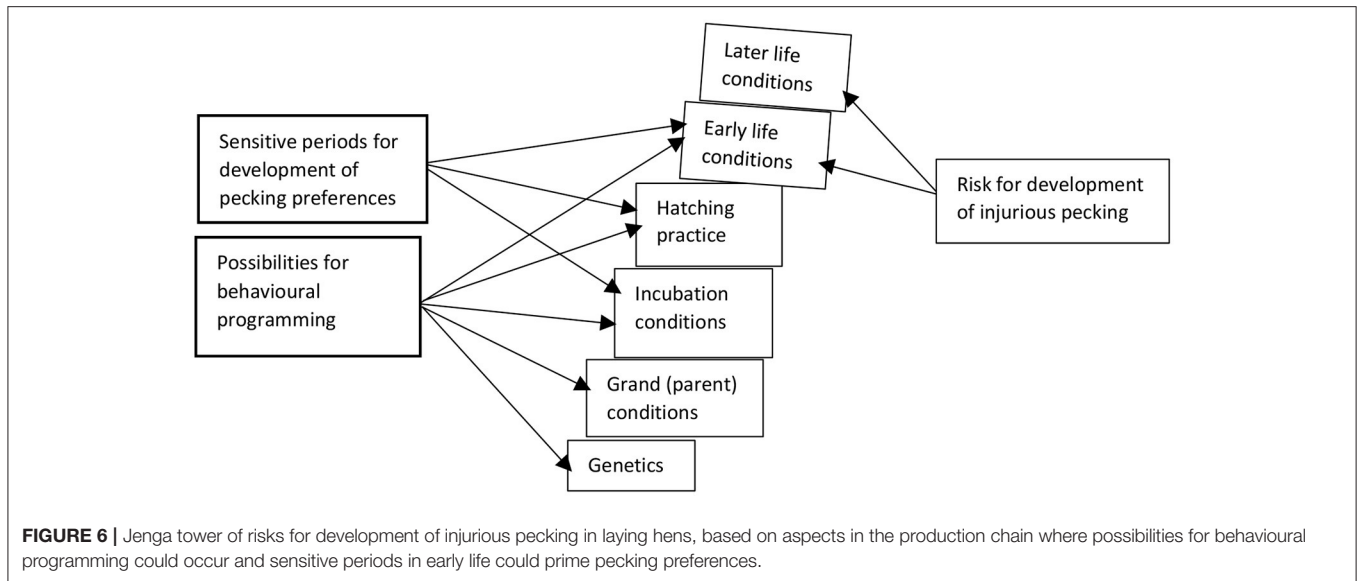 Later life
conditions
Sensitive periods for
development of
pecking preferences
Early life
conditions
Risk for development
of injurious pecking
Hatching
practice
Possibilities for
behavioural
programming
Incubation
conditions
Grand (parent)
conditions
Genetics
FIGURE 6 | Jenga tower of risks for development of injurious pecking in laying hens, based on aspects in the production chain where possibilities for behavioural
programming could occur and sensitive periods in early life could prime pecking preferences.